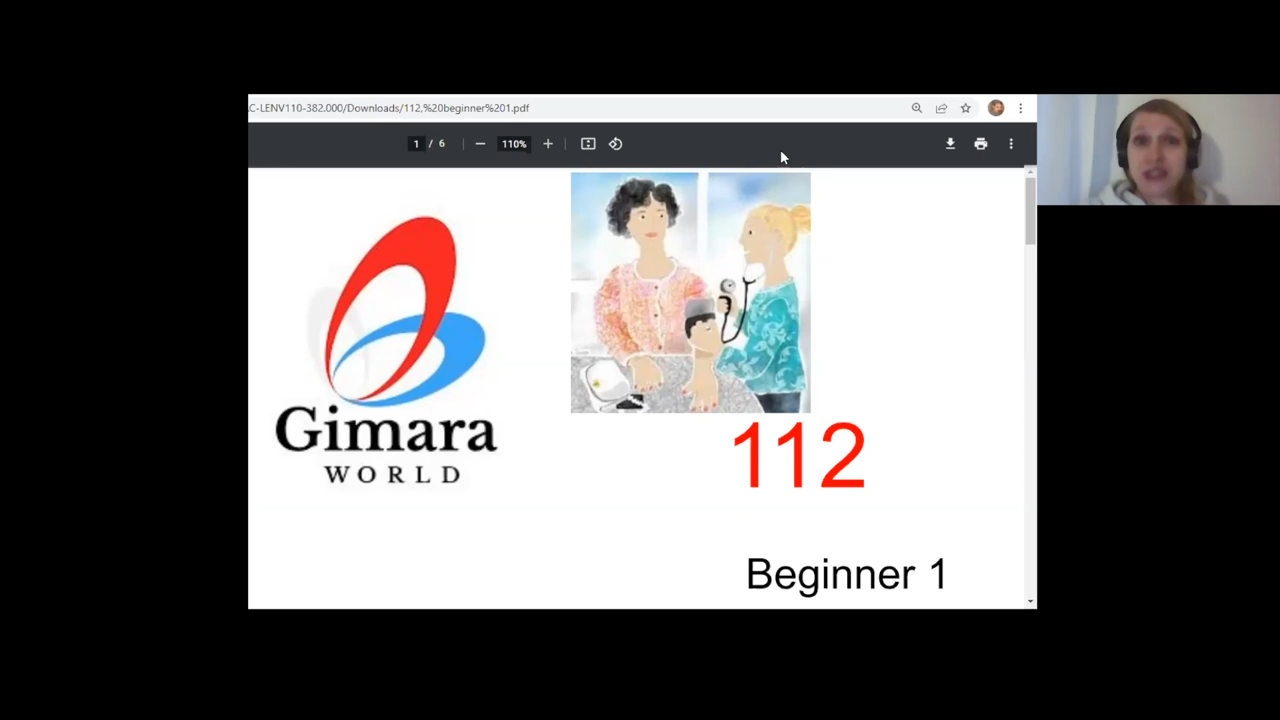 C-LENV110-382.000/Downloads/112,%20beginner%201.pdf
1 / 6
110%
Gimara
WORLD
112
Beginner 1